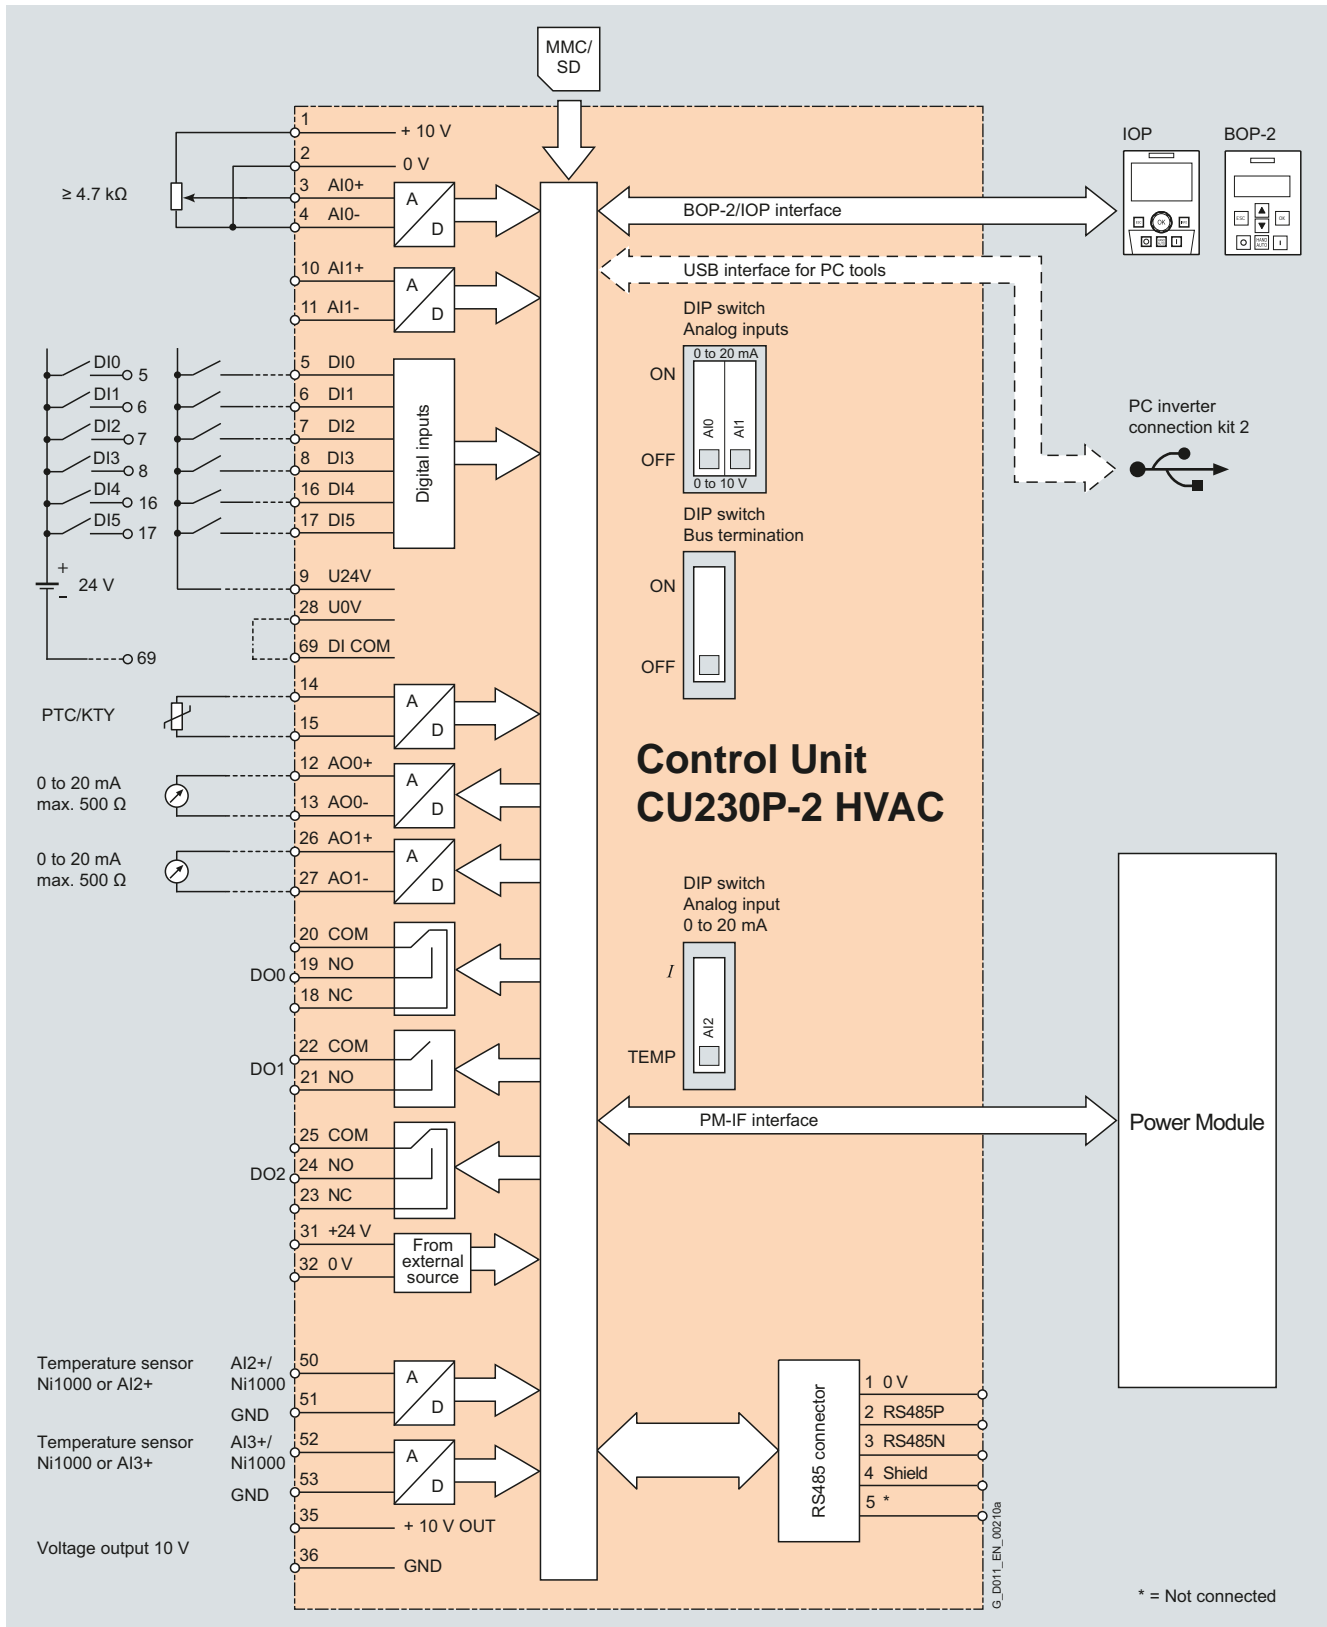 MMC/
SD
1
+ 10 V
2
0 V
≥ 4.7 kΩ
3 AI0+
4 AI0-
A
D
10 AI1+
11 AI1-
A
D
BOP-2/IOP interface
IOP
BOP-2
OK
ESC
OK
HAND
AUTO
USB interface for PC tools
DIP switch
Analog inputs
0 to 20 mA
ON
AI0
AI1
OFF
0 to 10 V
PC inverter
connection kit 2
DI0
5
DI1
6
DI2
7
DI3
8
DI4
16
DI5
17
+
24 V
–
69
5 DI0
6 DI1
7 DI2
8 DI3
16 DI4
17 DI5
Digital inputs
9 U24V
28 U0V
69 DI COM
DIP switch
Bus termination
ON
OFF
PTC/KTY
14
15
A
D
Control Unit
CU230P-2 HVAC
0 to 20 mA
max. 500 Ω
12 AO0+
13 AO0-
A
D
0 to 20 mA
max. 500 Ω
26 AO1+
27 AO1-
A
D
DIP switch
Analog input
0 to 20 mA
I
AI2
TEMP
DO0
20 COM
19 NO
18 NC
DO1
22 COM
21 NO
DO2
25 COM
24 NO
23 NC
PM-IF interface
Power Module
31 +24 V
32 0 V
From
external
source
Temperature sensor
Ni1000 or AI2+
AI2+/
Ni1000
GND
50
51
A
D
Temperature sensor
Ni1000 or AI3+
AI3+/
Ni1000
GND
52
53
A
D
RS485 connector
1 0 V
2 RS485P
3 RS485N
4 Shield
5 *
Voltage output 10 V
35
+ 10 V OUT
36
GND
G_D011_EN_00210a
* = Not connected